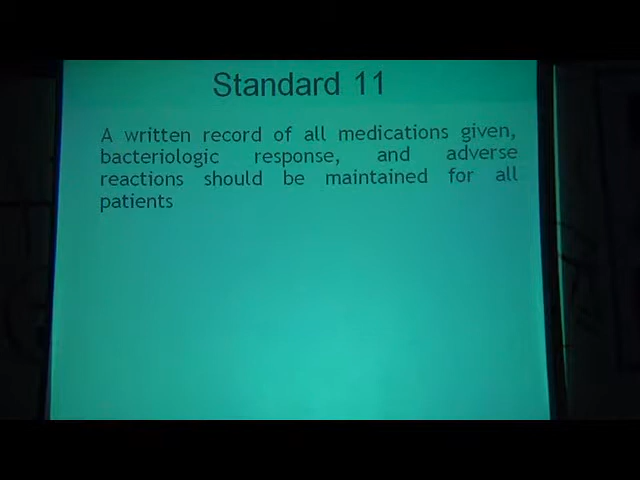 Standard 11
A written record of all medications given,
bacteriologic response, and adverse
reactions should be maintained for all
patients